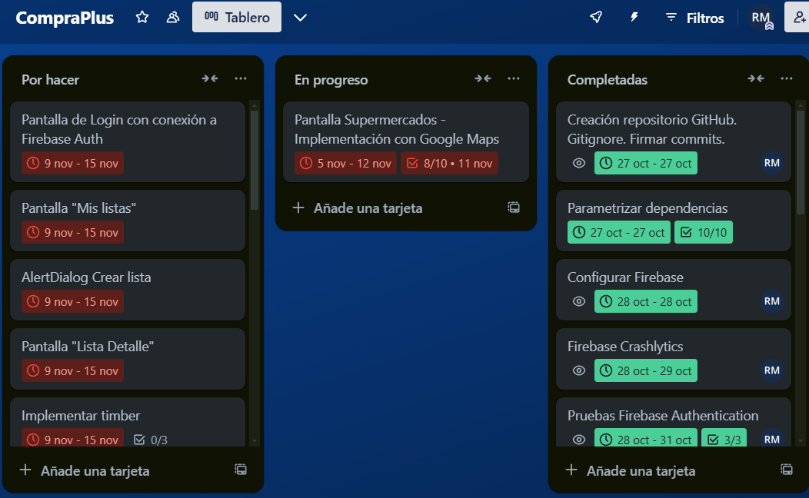 CompraPlus
Tablero
Filtros
RM
Por hacer
Pantalla de Login con conexión a
Firebase Auth
9 nov - 15 nov
Pantalla "Mis listas"
9 nov - 15 nov
AlertDialog Crear lista
9 nov - 15 nov
Pantalla "Lista Detalle"
9 nov - 15 nov
Implementar timber
9 nov - 15 nov 0/3
Añade una tarjeta
En progreso
Pantalla Supermercados -
Implementación con Google Maps
5 nov - 12 nov 8/10 • 11 nov
Añade una tarjeta
Completadas
Creación repositorio GitHub.
Gitignore. Firmar commits.
27 oct - 27 oct RM
Parametrizar dependencias
27 oct - 27 oct 10/10
Configurar Firebase
28 oct - 28 oct RM
Firebase Crashlytics
28 oct - 29 oct RM
Pruebas Firebase Authentication
28 oct - 31 oct 3/3 RM
Añade una tarjeta